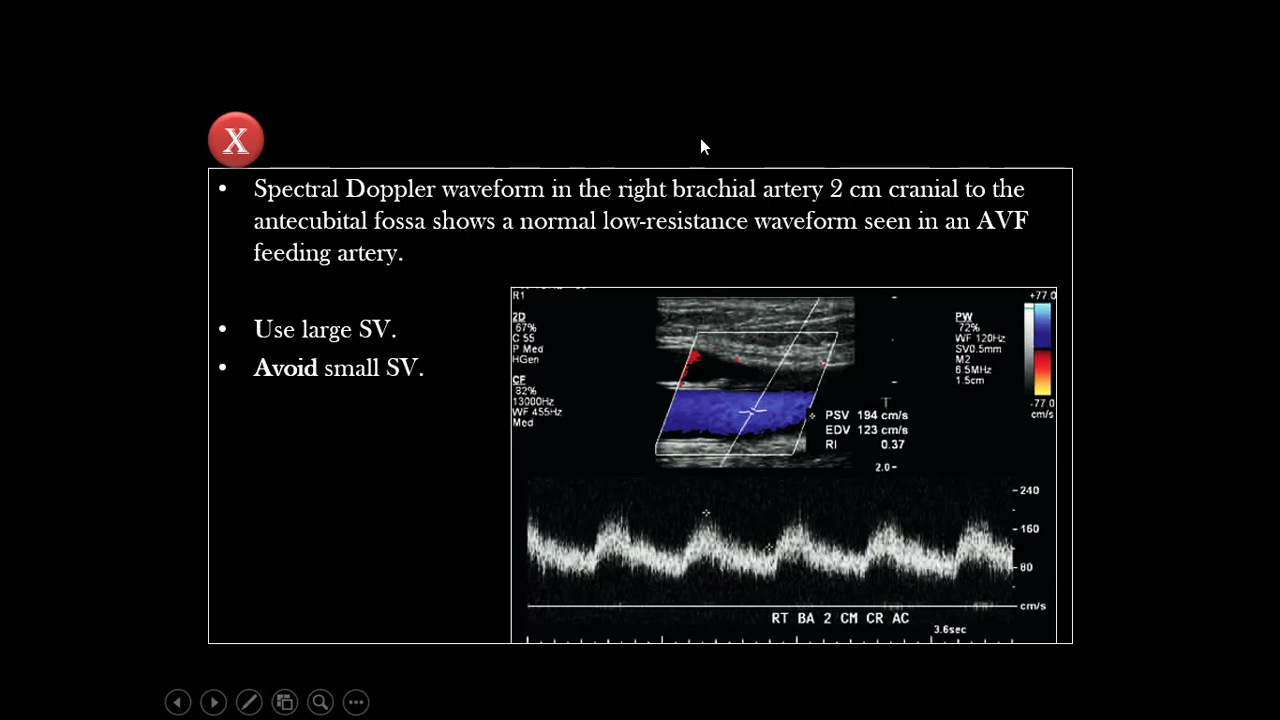 X
• Spectral Doppler waveform in the right brachial artery 2 cm cranial to the
antecubital fossa shows a normal low-resistance waveform seen in an AVF
feeding artery.
• Use large SV.
• Avoid small SV.
R1
2D
67%
C 55
P Med
HGen
CF
82%
13000Hz
WF 455Hz
Med
PW
72%
WF 120Hz
SV0.5mm
M2
6.5MHz
1.5cm
+77.0
-77.0
cm/s
PSV 194 cm/s
EDV 123 cm/s
RI 0.37
2.0-
-240
-160
-80
cm/s
RT BA 2 CM CR AC
3.6sec